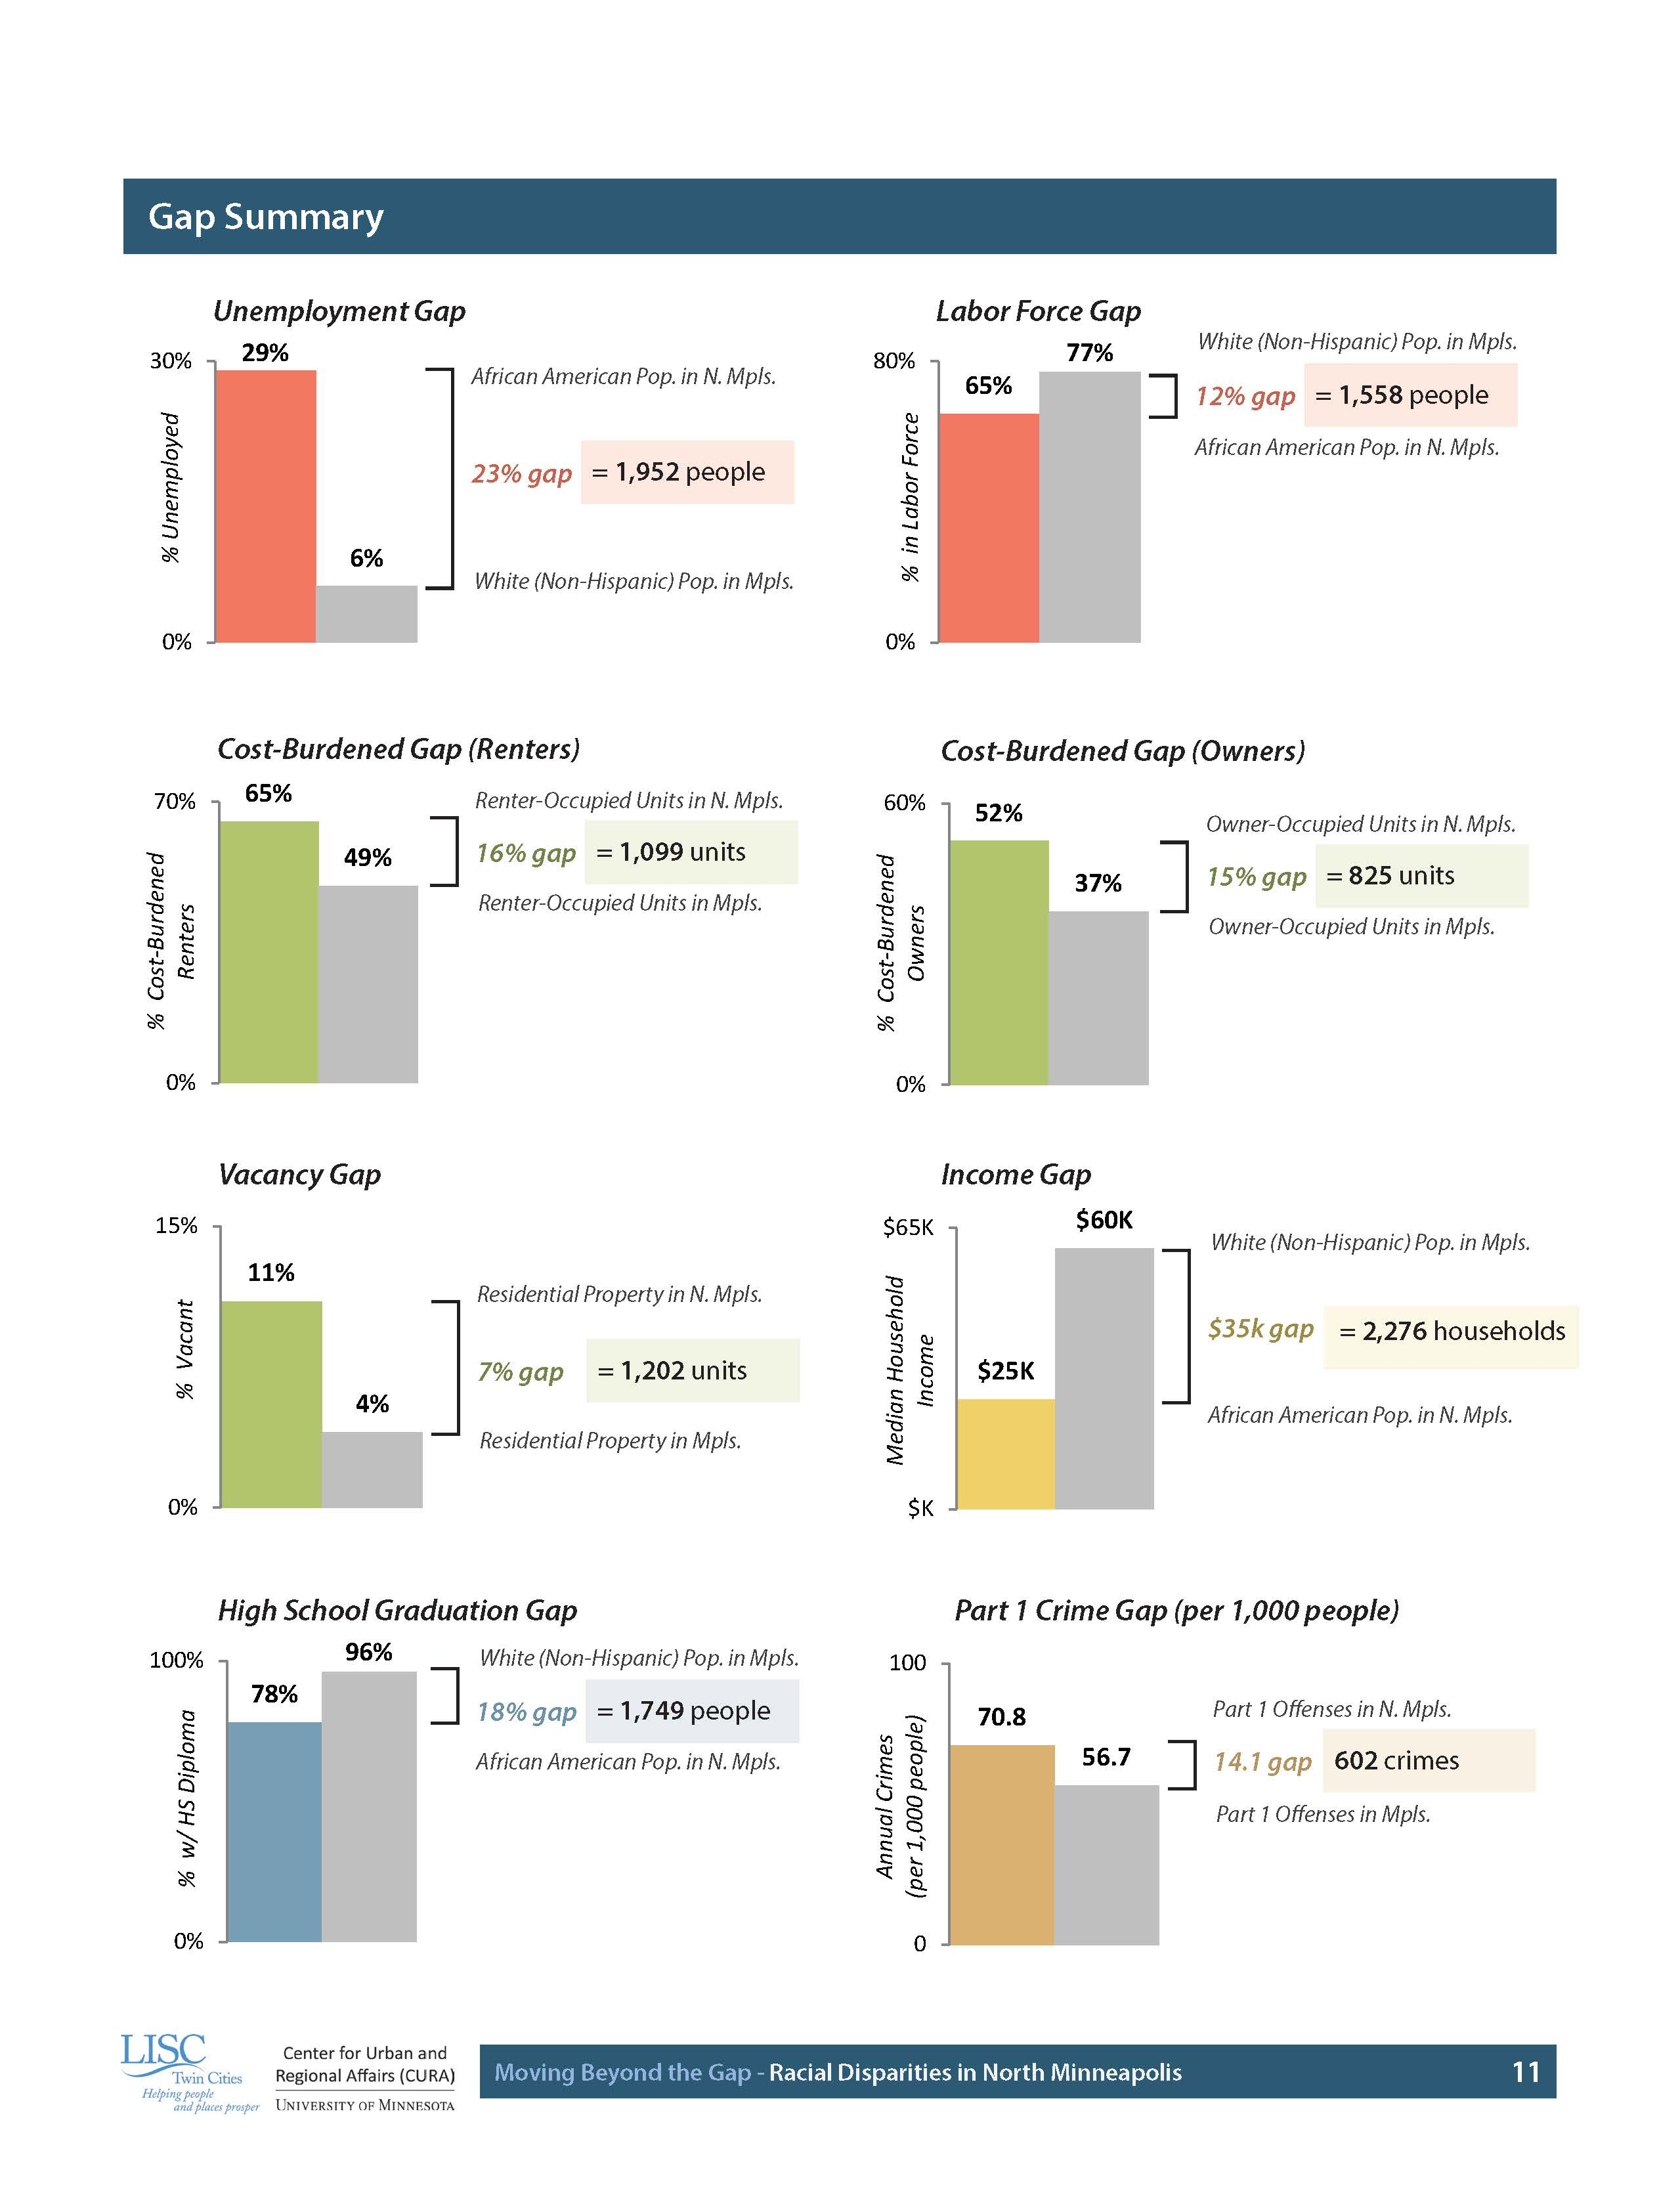 Gap Summary
Unemployment Gap
30%
29%
6%
0%
% Unemployed
African American Pop. in N. Mpls.
23% gap = 1,952 people
White (Non-Hispanic) Pop. in Mpls.
Labor Force Gap
80%
65%
77%
0%
% in Labor Force
White (Non-Hispanic) Pop. in Mpls.
12% gap = 1,558 people
African American Pop. in N. Mpls.
Cost-Burdened Gap (Renters)
70%
65%
49%
0%
% Cost-Burdened
Renters
Renter-Occupied Units in N. Mpls.
16% gap = 1,099 units
Renter-Occupied Units in Mpls.
Cost-Burdened Gap (Owners)
60%
52%
37%
0%
% Cost-Burdened
Owners
Owner-Occupied Units in N. Mpls.
15% gap = 825 units
Owner-Occupied Units in Mpls.
Vacancy Gap
15%
11%
4%
0%
% Vacant
Residential Property in N. Mpls.
7% gap = 1,202 units
Residential Property in Mpls.
Income Gap
$65K
$25K
$60K
$K
Median Household
Income
White (Non-Hispanic) Pop. in Mpls.
$35k gap = 2,276 households
African American Pop. in N. Mpls.
High School Graduation Gap
100%
78%
96%
0%
% w/ HS Diploma
White (Non-Hispanic) Pop. in Mpls.
18% gap = 1,749 people
African American Pop. in N. Mpls.
Part 1 Crime Gap (per 1,000 people)
100
70.8
56.7
0
Annual Crimes
(per 1,000 people)
Part 1 Offenses in N. Mpls.
14.1 gap 602 crimes
Part 1 Offenses in Mpls.
LISC
Twin Cities
Helping people
and places prosper
Center for Urban and
Regional Affairs (CURA)
UNIVERSITY OF MINNESOTA
Moving Beyond the Gap - Racial Disparities in North Minneapolis
11